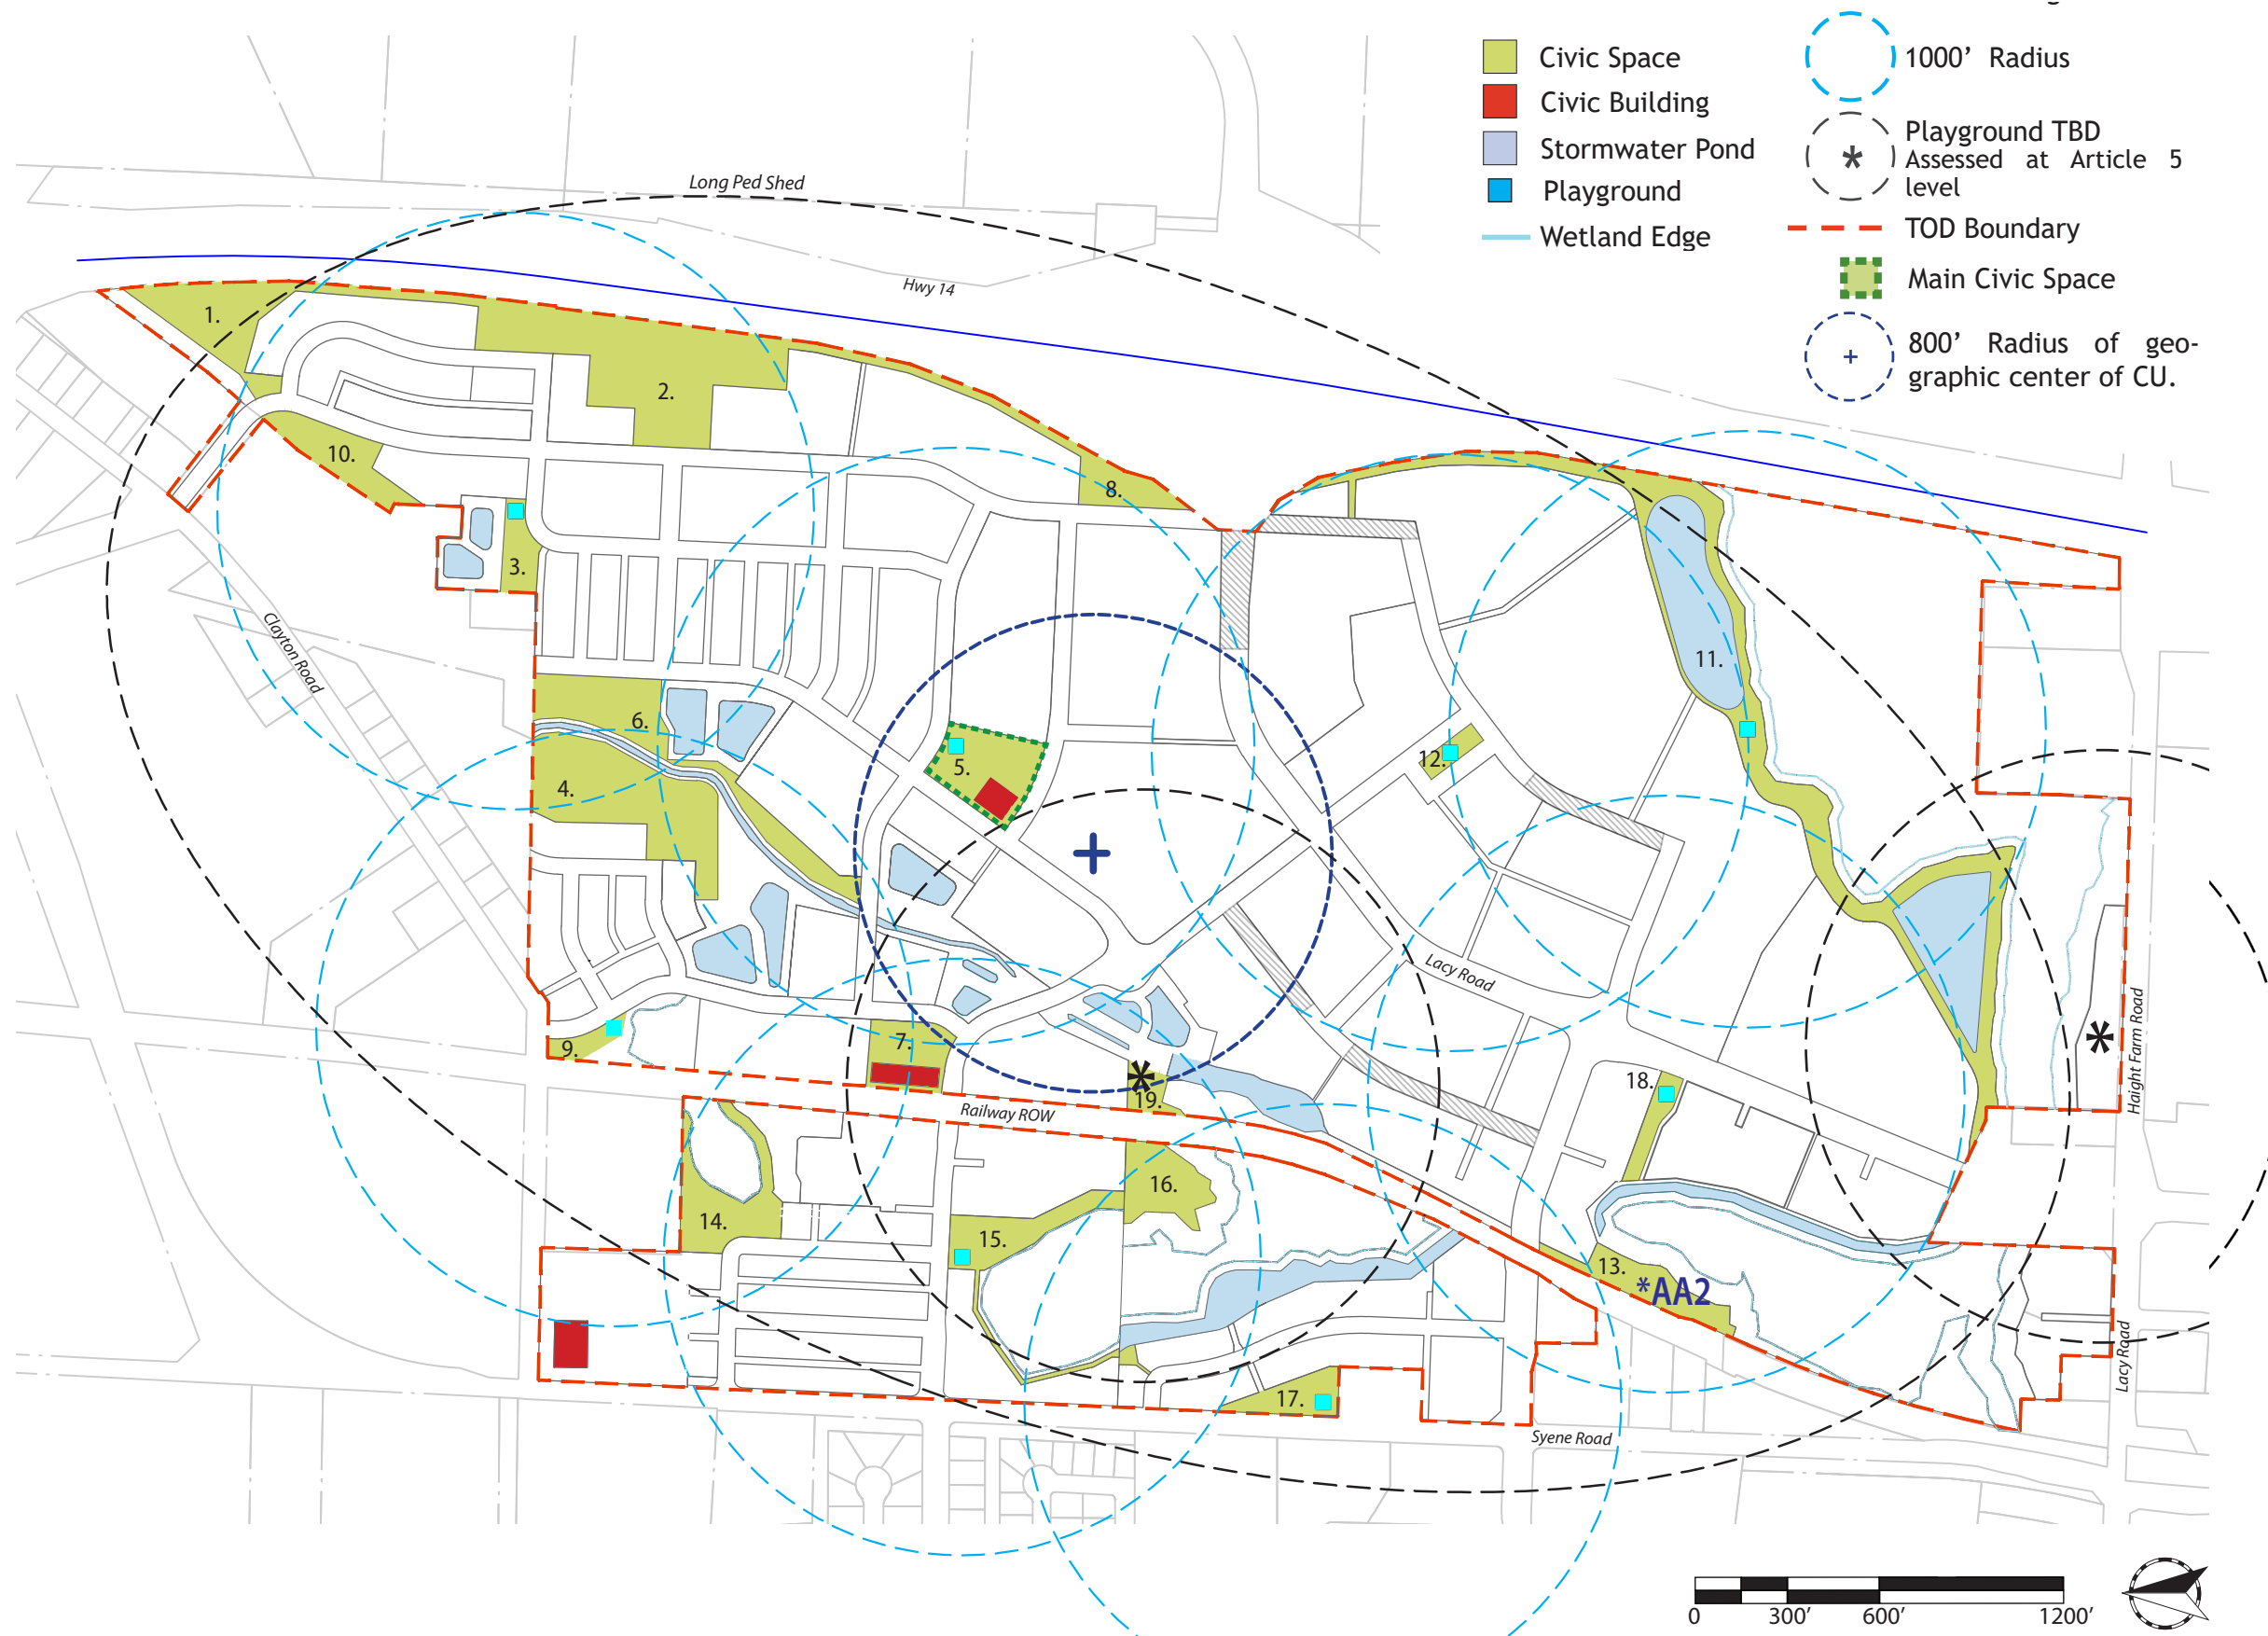 Civic Space
Civic Building
Stormwater Pond
Playground
Wetland Edge
1000’ Radius
Playground TBD
Assessed at Article 5
level
TOD Boundary
Main Civic Space
800’ Radius of geo-
graphic center of CU.
*
+
Long Ped Shed
Hwy 14
1.
2.
10.
8.
3.
Clayton Road
11.
6.
4.
5.
12.
Lacy Road
7.
9.
*
19.
Railway ROW
18.
*
Haight Farm Road
14.
15.
16.
13.
*AA2
17.
Syene Road
Lacy Road
0 300’ 600’ 1200’